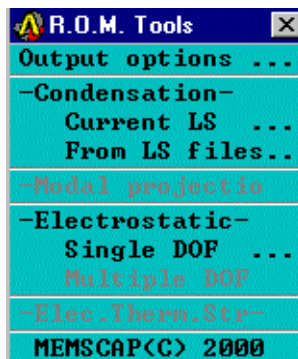 R.O.M. Tools
Output options ...
-Condensation-
Current LS ...
From LS files..
-Modal projectio
-Electrostatic-
Single DOF ...
Multiple DOF
-Elec.Therm.Str-
MEMSCAP(C) 2000